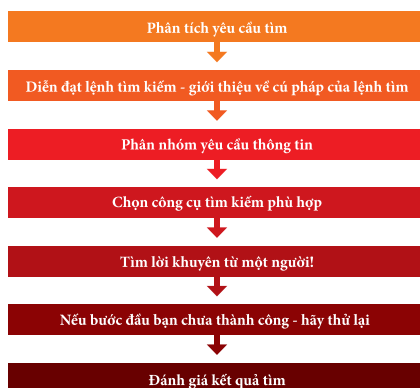 Phân tích yêu cầu tìm
Diễn đạt lệnh tìm kiếm - giới thiệu về cú pháp của lệnh tìm
Phân nhóm yêu cầu thông tin
Chọn công cụ tìm kiếm phù hợp
Tìm lời khuyên từ một người!
Nếu bước đầu bạn chưa thành công - hãy thử lại
Đánh giá kết quả tìm